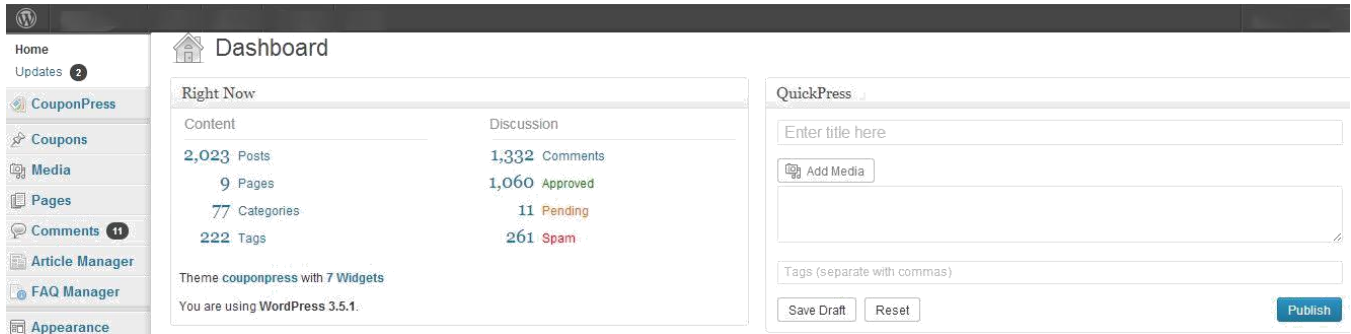 Home
Updates 2
CouponPress
Coupons
Media
Pages
Comments 11
Article Manager
FAQ Manager
Appearance
Dashboard
Right Now
Content
2,023 Posts
9 Pages
77 Categories
222 Tags
Discussion
1,332 Comments
1,060 Approved
11 Pending
261 Spam
Theme couponpress with 7 Widgets
You are using WordPress 3.5.1.
QuickPress
Enter title here
Add Media
Tags (separate with commas)
Save Draft Reset Publish